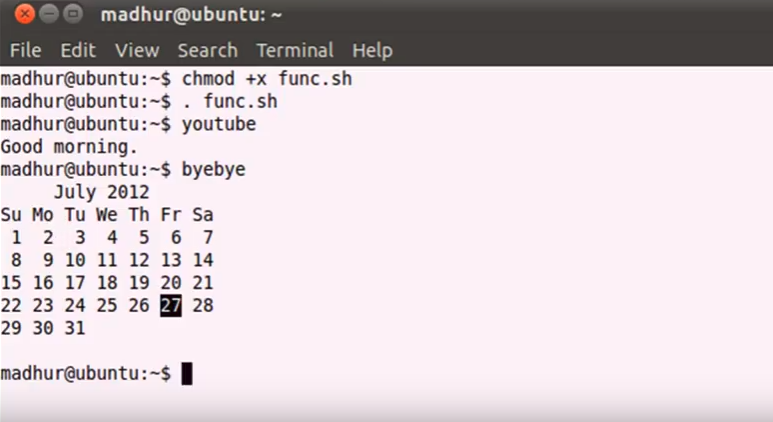 madhur@ubuntu: ~
File Edit View Search Terminal Help
madhur@ubuntu:~$ chmod +x func.sh
madhur@ubuntu:~$ . func.sh
madhur@ubuntu:~$ youtube
Good morning.
madhur@ubuntu:~$ byebye
     July 2012
Su Mo Tu We Th Fr Sa
 1  2  3  4  5  6  7
 8  9 10 11 12 13 14
15 16 17 18 19 20 21
22 23 24 25 26 27 28
29 30 31
madhur@ubuntu:~$